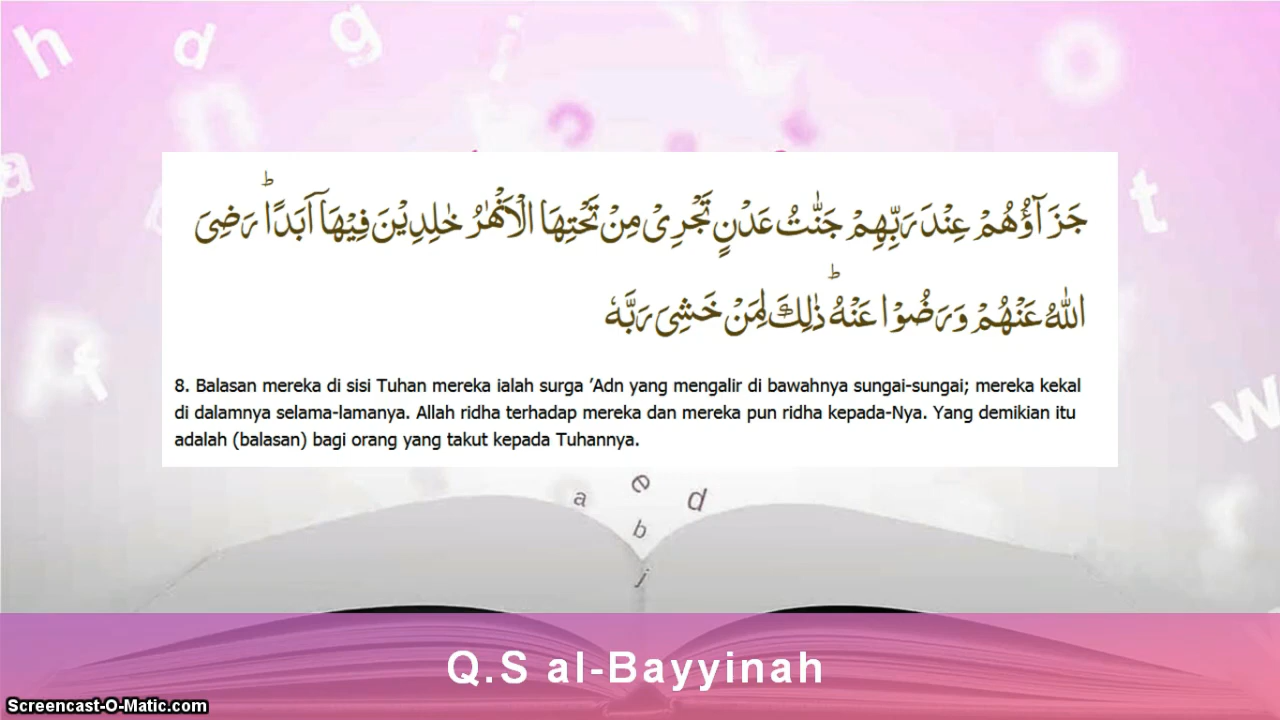 جَزَآؤُهُمْ عِنْدَ رَبِّهِمْ جَنّٰتُ عَدْنٍ تَجْرِيْ مِنْ تَحْتِهَا الْاَنْهٰرُ خٰلِدِيْنَ فِيْهَآ اَبَدًاۗ رَضِيَ
اللّٰهُ عَنْهُمْ وَرَضُوْا عَنْهُۗ ذٰلِكَ لِمَنْ خَشِيَ رَبَّهٗ
8. Balasan mereka di sisi Tuhan mereka ialah surga ’Adn yang mengalir di bawahnya sungai-sungai; mereka kekal
di dalamnya selama-lamanya. Allah ridha terhadap mereka dan mereka pun ridha kepada-Nya. Yang demikian itu
adalah (balasan) bagi orang yang takut kepada Tuhannya.
Q.S al-Bayyinah
Screencast-O-Matic.com